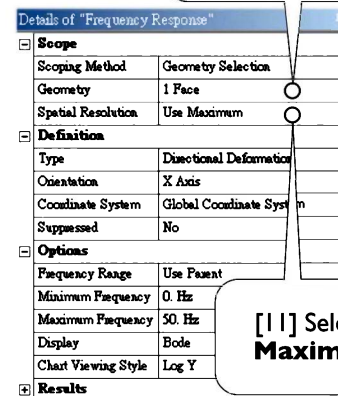 Details of "Frequency Response"
Scope
Scoping Method Geometry Selection
Geometry 1 Face
Spatial Resolution Use Maximum
Definition
Type Directional Deformation
Orientation X Axis
Coordinate System Global Coordinate System
Suppressed No
Options
Frequency Range Use Parent
Minimum Frequency 0. Hz
Maximum Frequency 50. Hz
Display Bode
Chart Viewing Style Log Y
Results
[11] Sele
Maxim